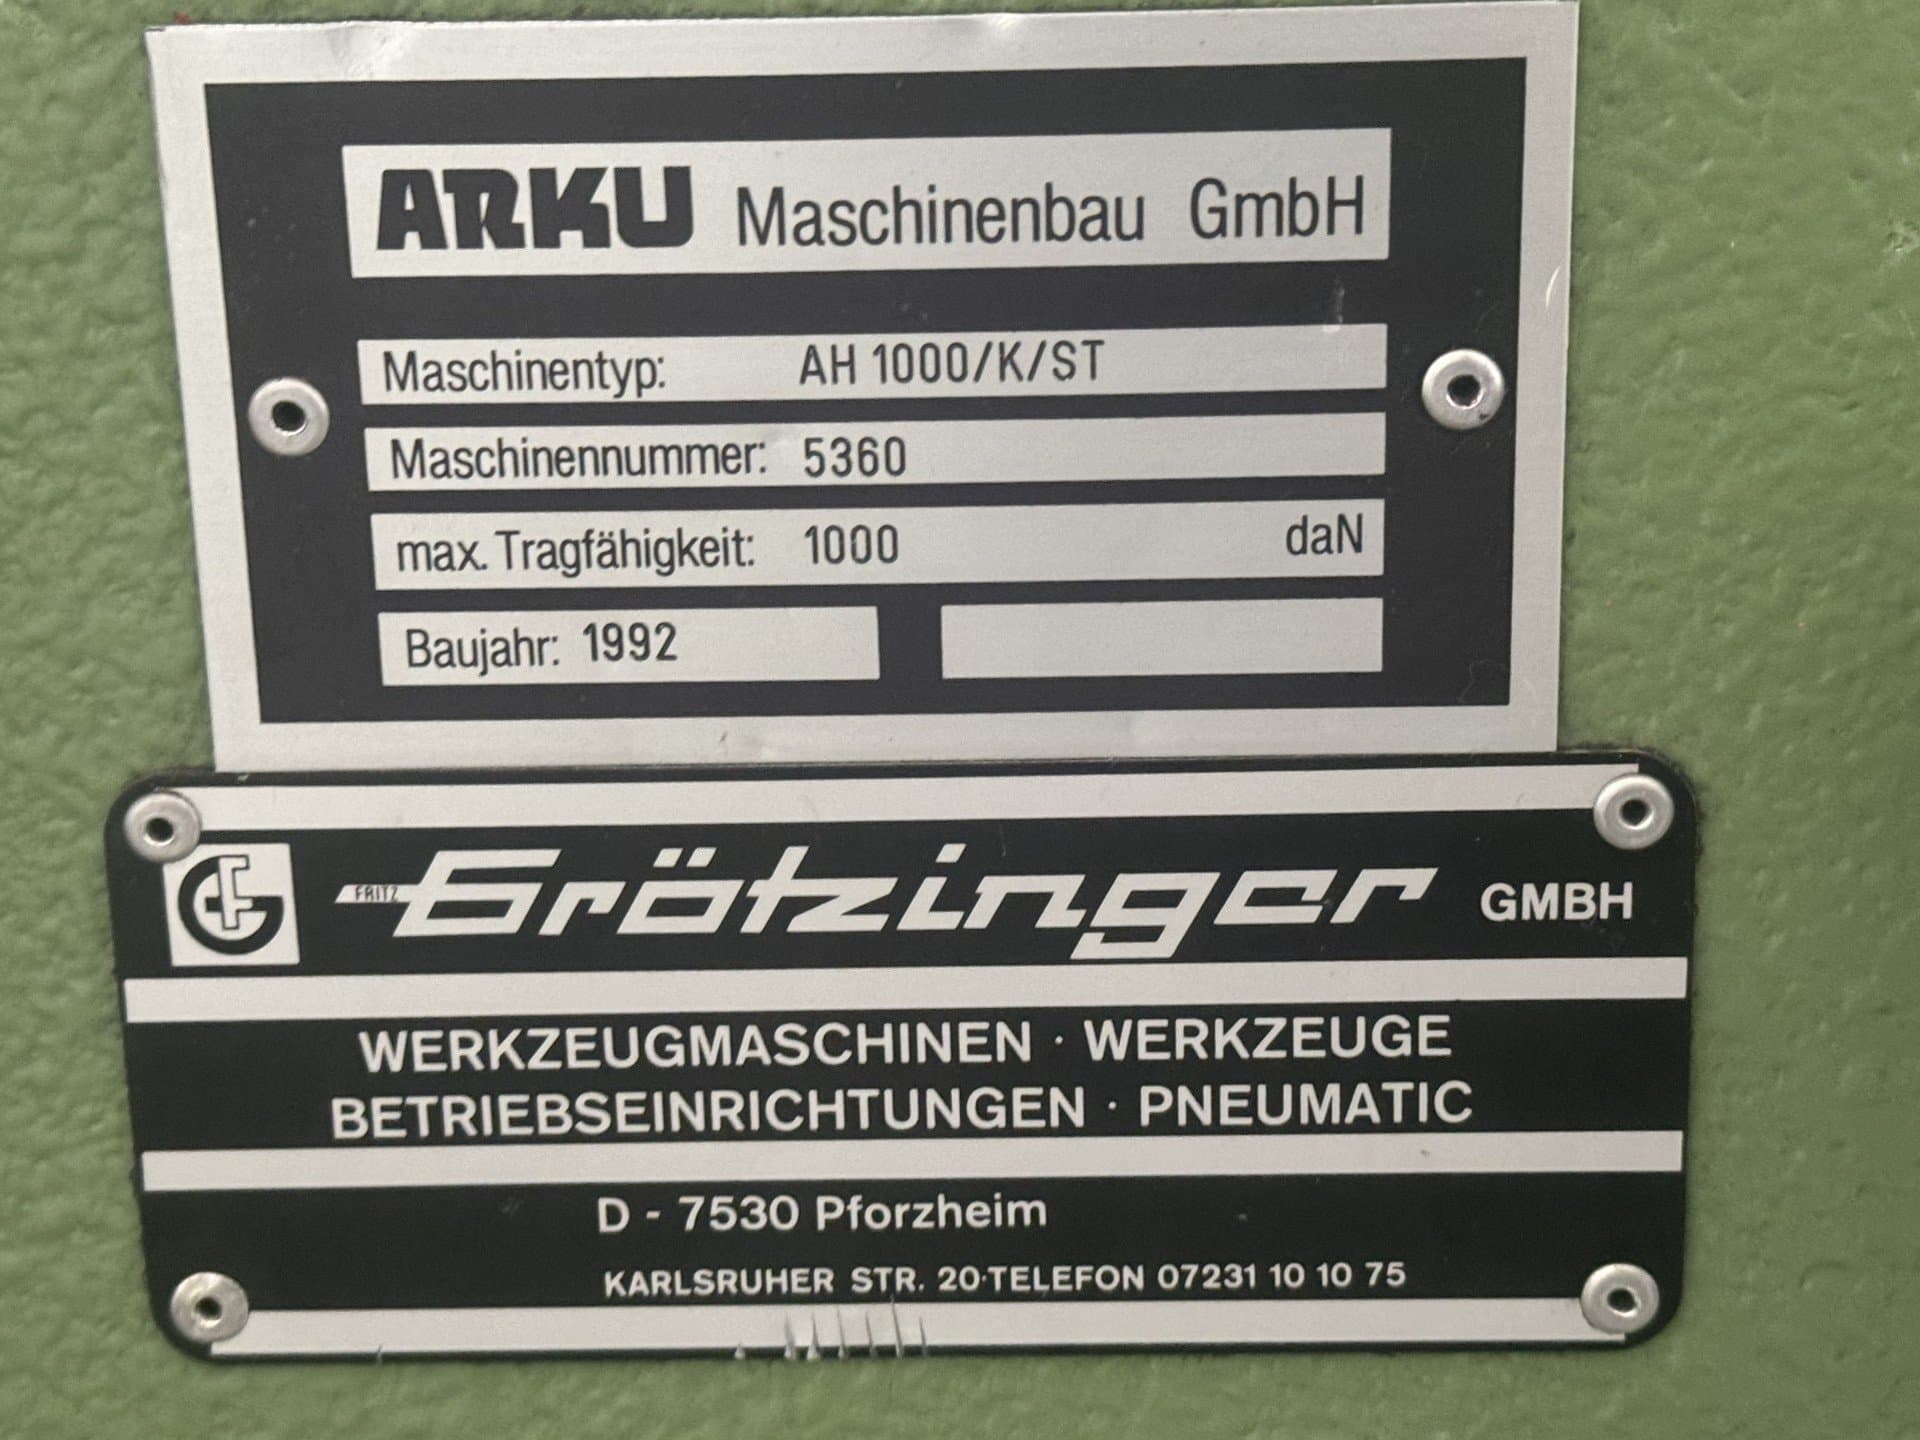 ARKU Maschinenbau GmbH
Maschinentyp: AH 1000/K/ST
Maschinennummer: 5360
max. Tragfähigkeit: 1000 daN
Baujahr: 1992
FRITZ Grötzinger GMBH
WERKZEUGMASCHINEN · WERKZEUGE
BETRIEBSEINRICHTUNGEN · PNEUMATIC
D - 7530 Pforzheim
KARLSRUHER STR. 20·TELEFON 07231 10 10 75